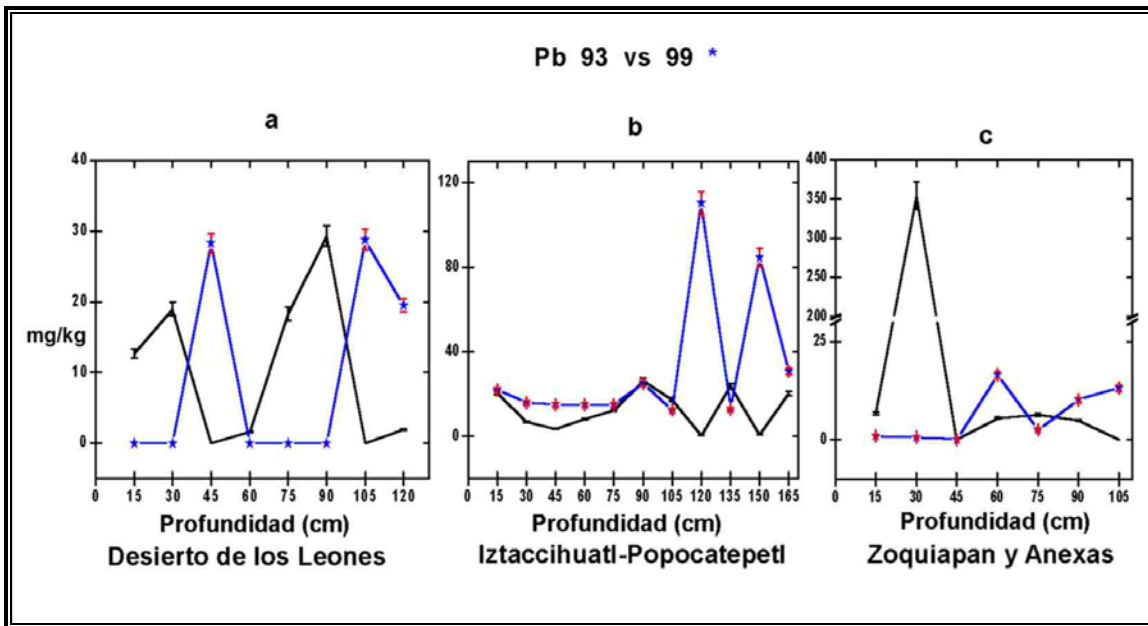 Pb 93 vs 99 *
a
b
c
40
30
20
10
0
mg/kg
0 15 30 45 60 75 90 105 120
Profundidad (cm)
Desierto de los Leones
120
80
40
0
0 15 30 45 60 75 90 105 120 135 150 165
Profundidad (cm)
Iztaccihuatl-Popocatepetl
400
350
300
250
200
25
0
0 15 30 45 60 75 90 105
Profundidad (cm)
Zoquiapan y Anexas